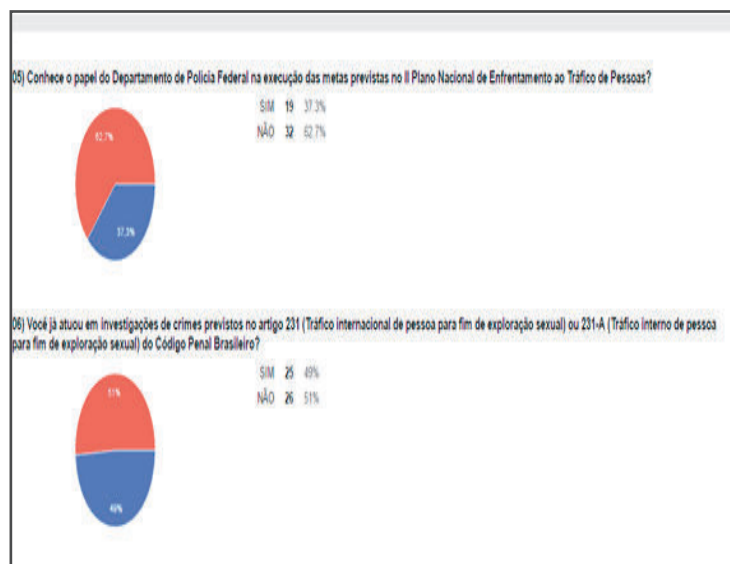 05) Conhece o papel do Departamento de Policia Federal na execução das metas previstas no II Plano Nacional de Enfrentamento ao Tráfico de Pessoas?
SIM 19 37.3%
NÃO 32 62.7%
62.7%
37.3%
06) Você já atuou em investigações de crimes previstos no artigo 231 (Tráfico internacional de pessoa para fim de exploração sexual) ou 231-A (Tráfico interno de pessoa
para fim de exploração sexual) do Código Penal Brasileiro?
SIM 25 49%
NÃO 26 51%
51%
49%